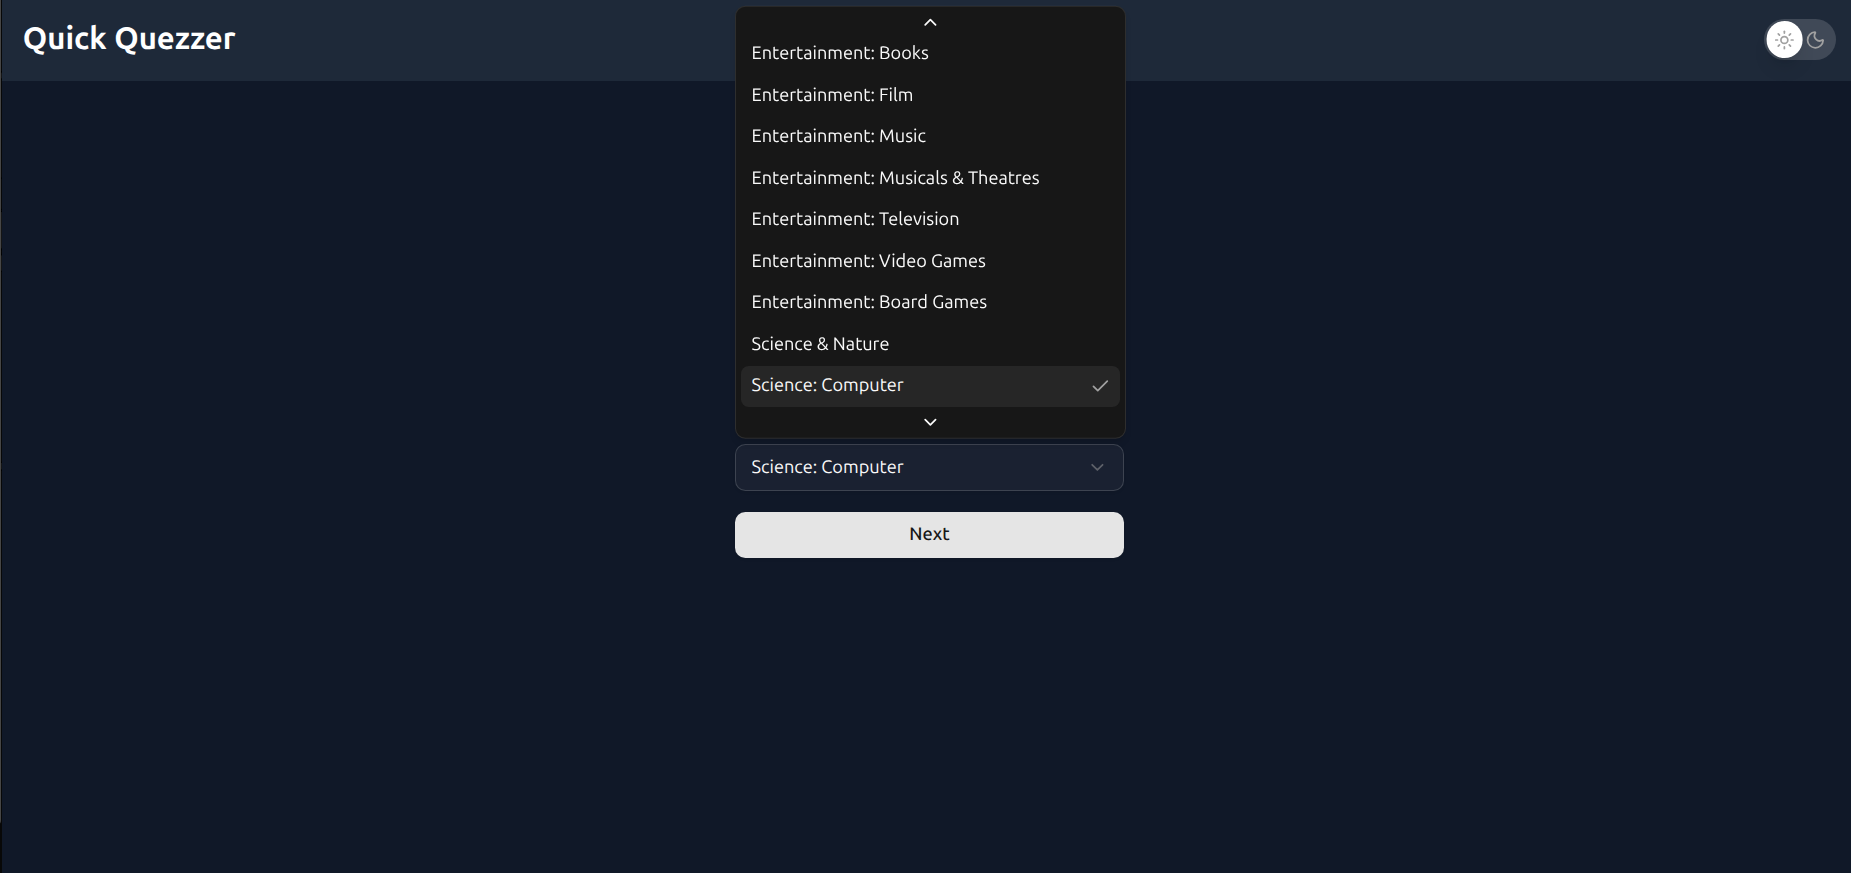 Quick Quezzer
Entertainment: Books
Entertainment: Film
Entertainment: Music
Entertainment: Musicals & Theatres
Entertainment: Television
Entertainment: Video Games
Entertainment: Board Games
Science & Nature
Science: Computer
Science: Computer
Next